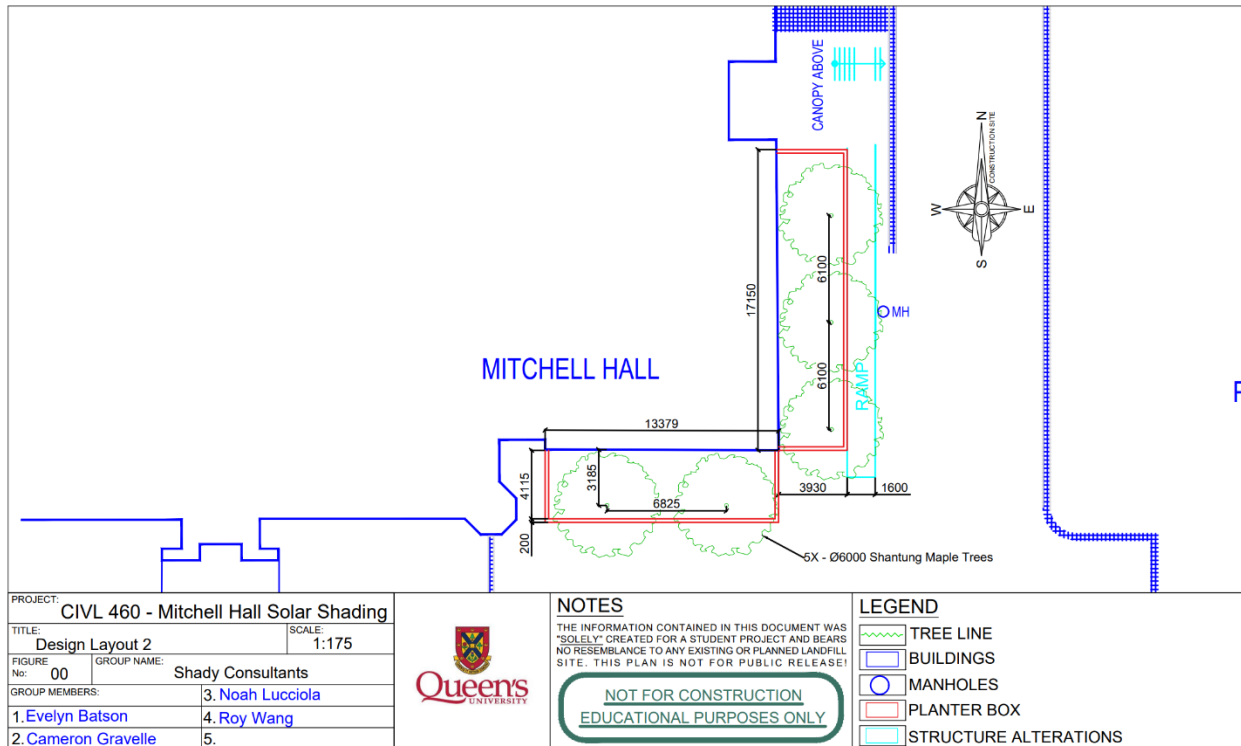 CANOPY ABOVE
N
CONSTRUCTION SITE
W
E
S
17150
6100
6100
MH
RAMP
MITCHELL HALL
13379
4115
3185
6825
200
3930
1600
5X - Ø6000 Shantung Maple Trees
PROJECT:
CIVL 460 - Mitchell Hall Solar Shading
TITLE:
Design Layout 2
SCALE:
1:175
FIGURE
No: 00
GROUP NAME:
Shady Consultants
GROUP MEMBERS:
1. Evelyn Batson
2. Cameron Gravelle
3. Noah Lucciola
4. Roy Wang
5.
Queen's
UNIVERSITY
NOTES
THE INFORMATION CONTAINED IN THIS DOCUMENT WAS
"SOLELY" CREATED FOR A STUDENT PROJECT AND BEARS
NO RESEMBLANCE TO ANY EXISTING OR PLANNED LANDFILL
SITE. THIS PLAN IS NOT FOR PUBLIC RELEASE!
NOT FOR CONSTRUCTION
EDUCATIONAL PURPOSES ONLY
LEGEND
TREE LINE
BUILDINGS
MANHOLES
PLANTER BOX
STRUCTURE ALTERATIONS